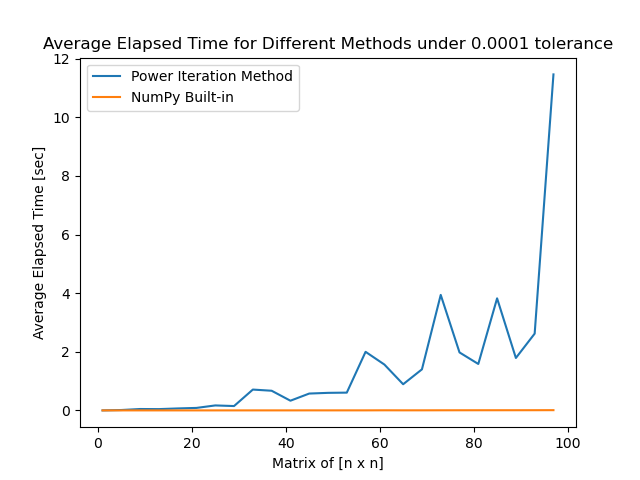 Average Elapsed Time for Different Methods under 0.0001 tolerance
Power Iteration Method
NumPy Built-in
Average Elapsed Time [sec]
12
10
8
6
4
2
0
0 20 40 60 80 100
Matrix of [n x n]